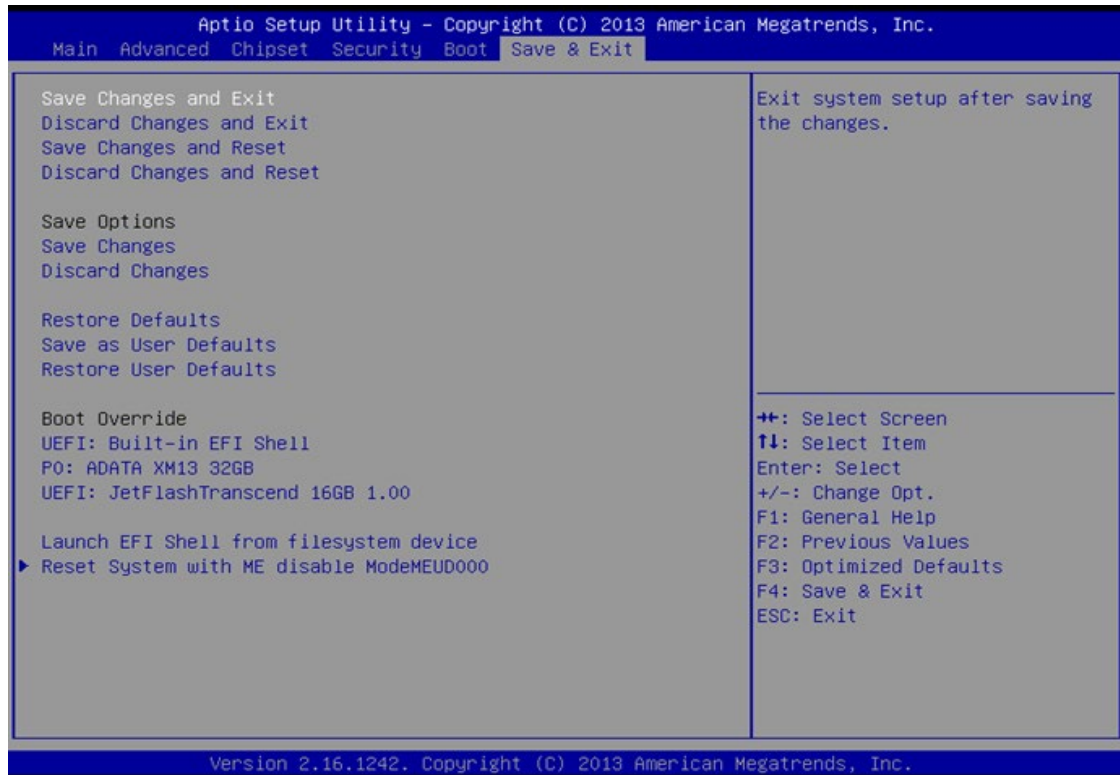 Aptio Setup Utility – Copyright (C) 2013 American Megatrends, Inc.
Main Advanced Chipset Security Boot Save & Exit
Save Changes and Exit
Discard Changes and Exit
Save Changes and Reset
Discard Changes and Reset
Save Options
Save Changes
Discard Changes
Restore Defaults
Save as User Defaults
Restore User Defaults
Boot Override
UEFI: Built-in EFI Shell
P0: ADATA XM13 32GB
UEFI: JetFlashTranscend 16GB 1.00
Launch EFI Shell from filesystem device
Reset System with ME disable ModeMEUD000
Exit system setup after saving
the changes.
→←: Select Screen
↑↓: Select Item
Enter: Select
+/-: Change Opt.
F1: General Help
F2: Previous Values
F3: Optimized Defaults
F4: Save & Exit
ESC: Exit
Version 2.16.1242. Copyright (C) 2013 American Megatrends, Inc.